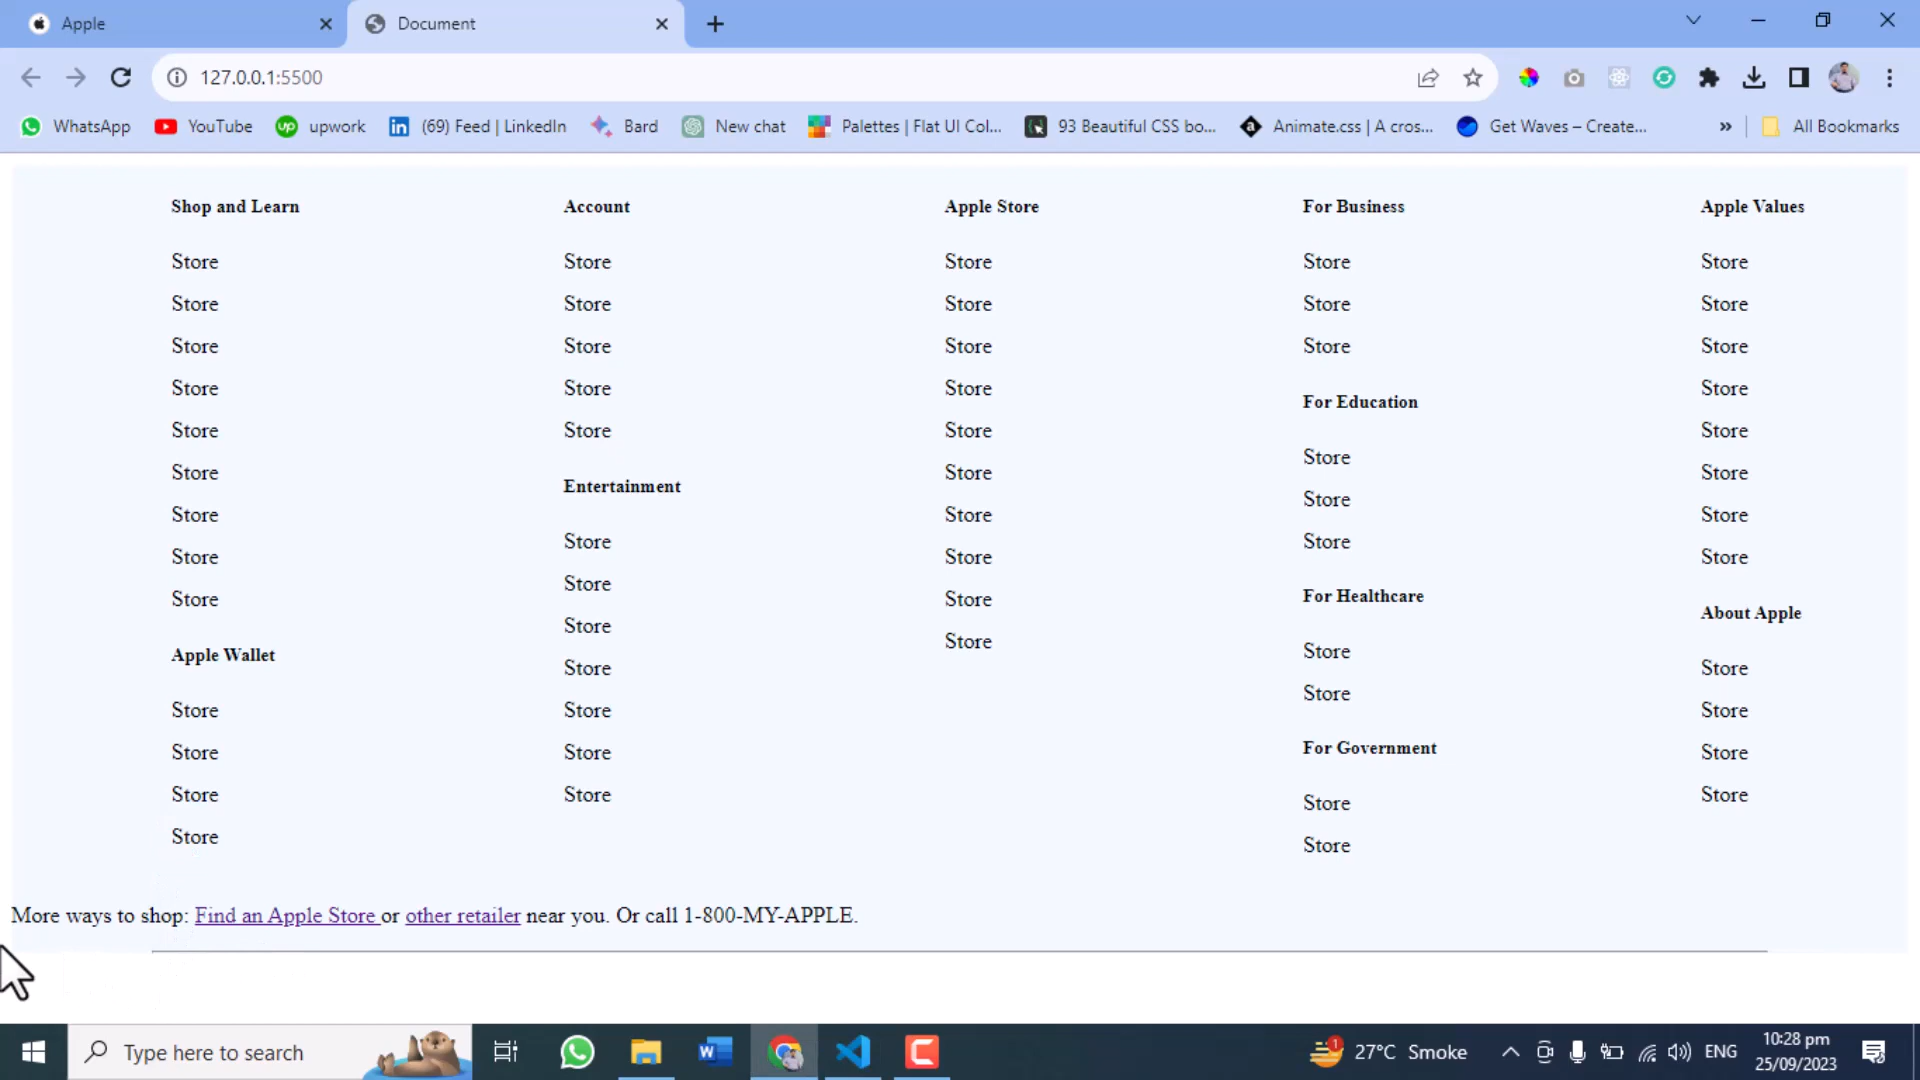 Apple
Document
127.0.0.1:5500
WhatsApp
YouTube
upwork
(69) Feed | LinkedIn
Bard
New chat
Palettes | Flat UI Col...
93 Beautiful CSS bo...
Animate.css | A cros...
Get Waves – Create...
»
All Bookmarks
Shop and Learn
Store
Store
Store
Store
Store
Store
Store
Store
Store
Apple Wallet
Store
Store
Store
Store
Account
Store
Store
Store
Store
Store
Entertainment
Store
Store
Store
Store
Store
Store
Store
Apple Store
Store
Store
Store
Store
Store
Store
Store
Store
Store
Store
For Business
Store
Store
Store
For Education
Store
Store
Store
For Healthcare
Store
Store
For Government
Store
Store
Apple Values
Store
Store
Store
Store
Store
Store
Store
Store
About Apple
Store
Store
Store
Store
More ways to shop: Find an Apple Store or other retailer near you. Or call 1-800-MY-APPLE.
Type here to search
1
27°C Smoke
ENG
10:28 pm
25/09/2023